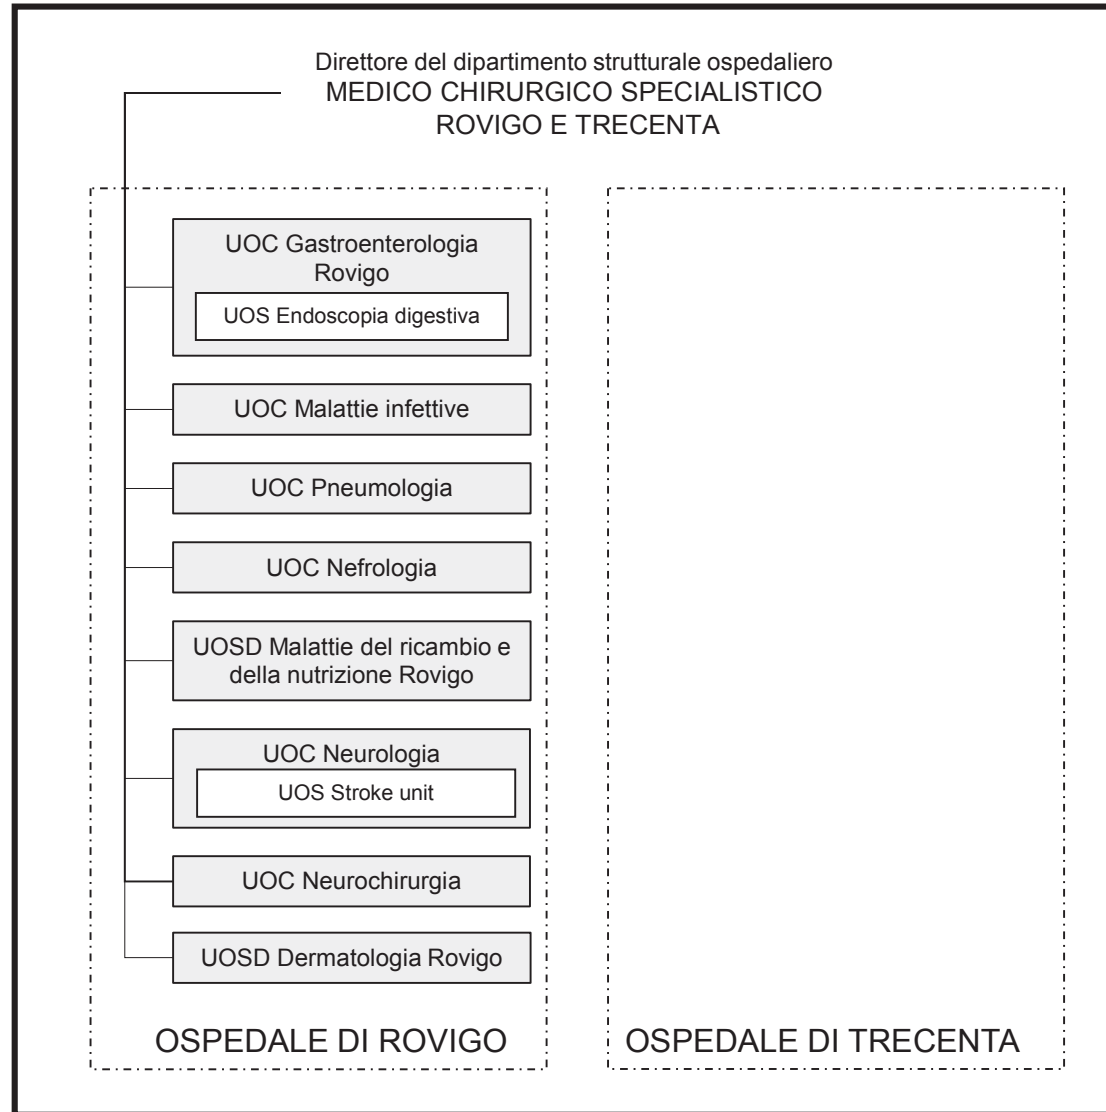 Direttore del dipartimento strutturale ospedaliero
MEDICO CHIRURGICO SPECIALISTICO
ROVIGO E TRECENTA
UOC Gastroenterologia
Rovigo
UOS Endoscopia digestiva
UOC Malattie infettive
UOC Pneumologia
UOC Nefrologia
UOSD Malattie del ricambio e
della nutrizione Rovigo
UOC Neurologia
UOS Stroke unit
UOC Neurochirurgia
UOSD Dermatologia Rovigo
OSPEDALE DI ROVIGO
OSPEDALE DI TRECENTA